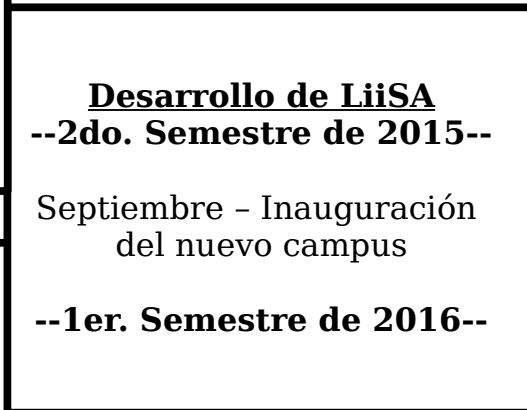 Desarrollo de LiiSA
--2do. Semestre de 2015--
Septiembre – Inauguración
del nuevo campus
--1er. Semestre de 2016--